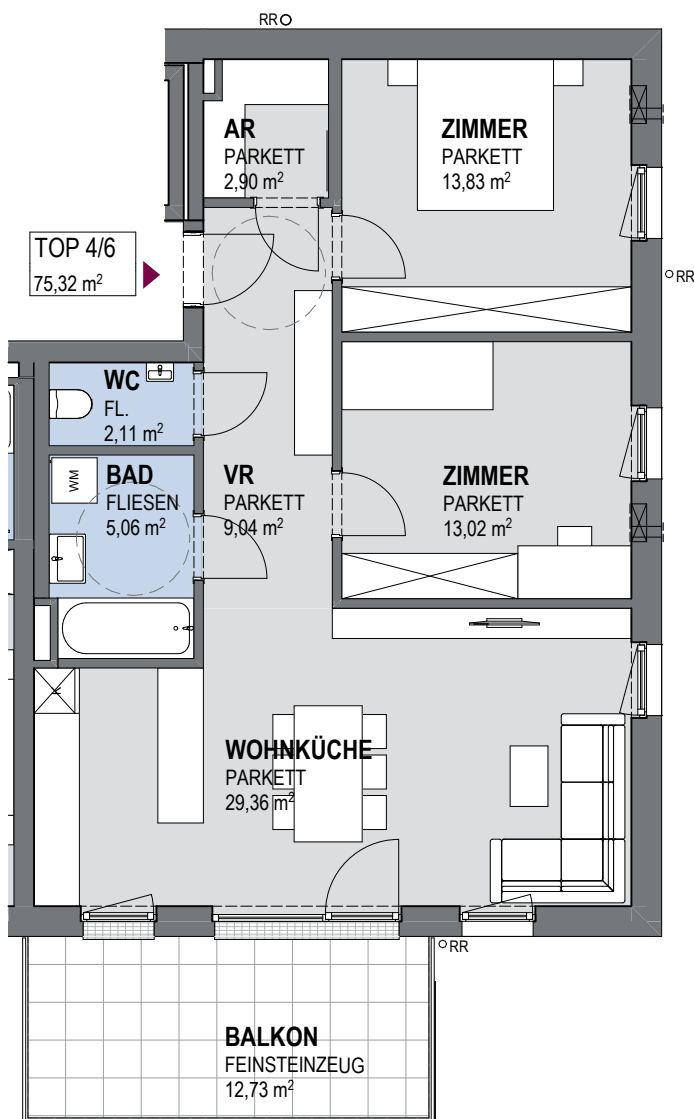 RR
AR
PARKETT
2,90 m²
ZIMMER
PARKETT
13,83 m²
TOP 4/6
75,32 m²
RR
WC
FL.
2,11 m²
BAD
FLIESEN
5,06 m²
WM
VR
PARKETT
9,04 m²
ZIMMER
PARKETT
13,02 m²
K
WOHNKÜCHE
PARKETT
29,36 m²
RR
BALKON
FEINSTEINZEUG
12,73 m²